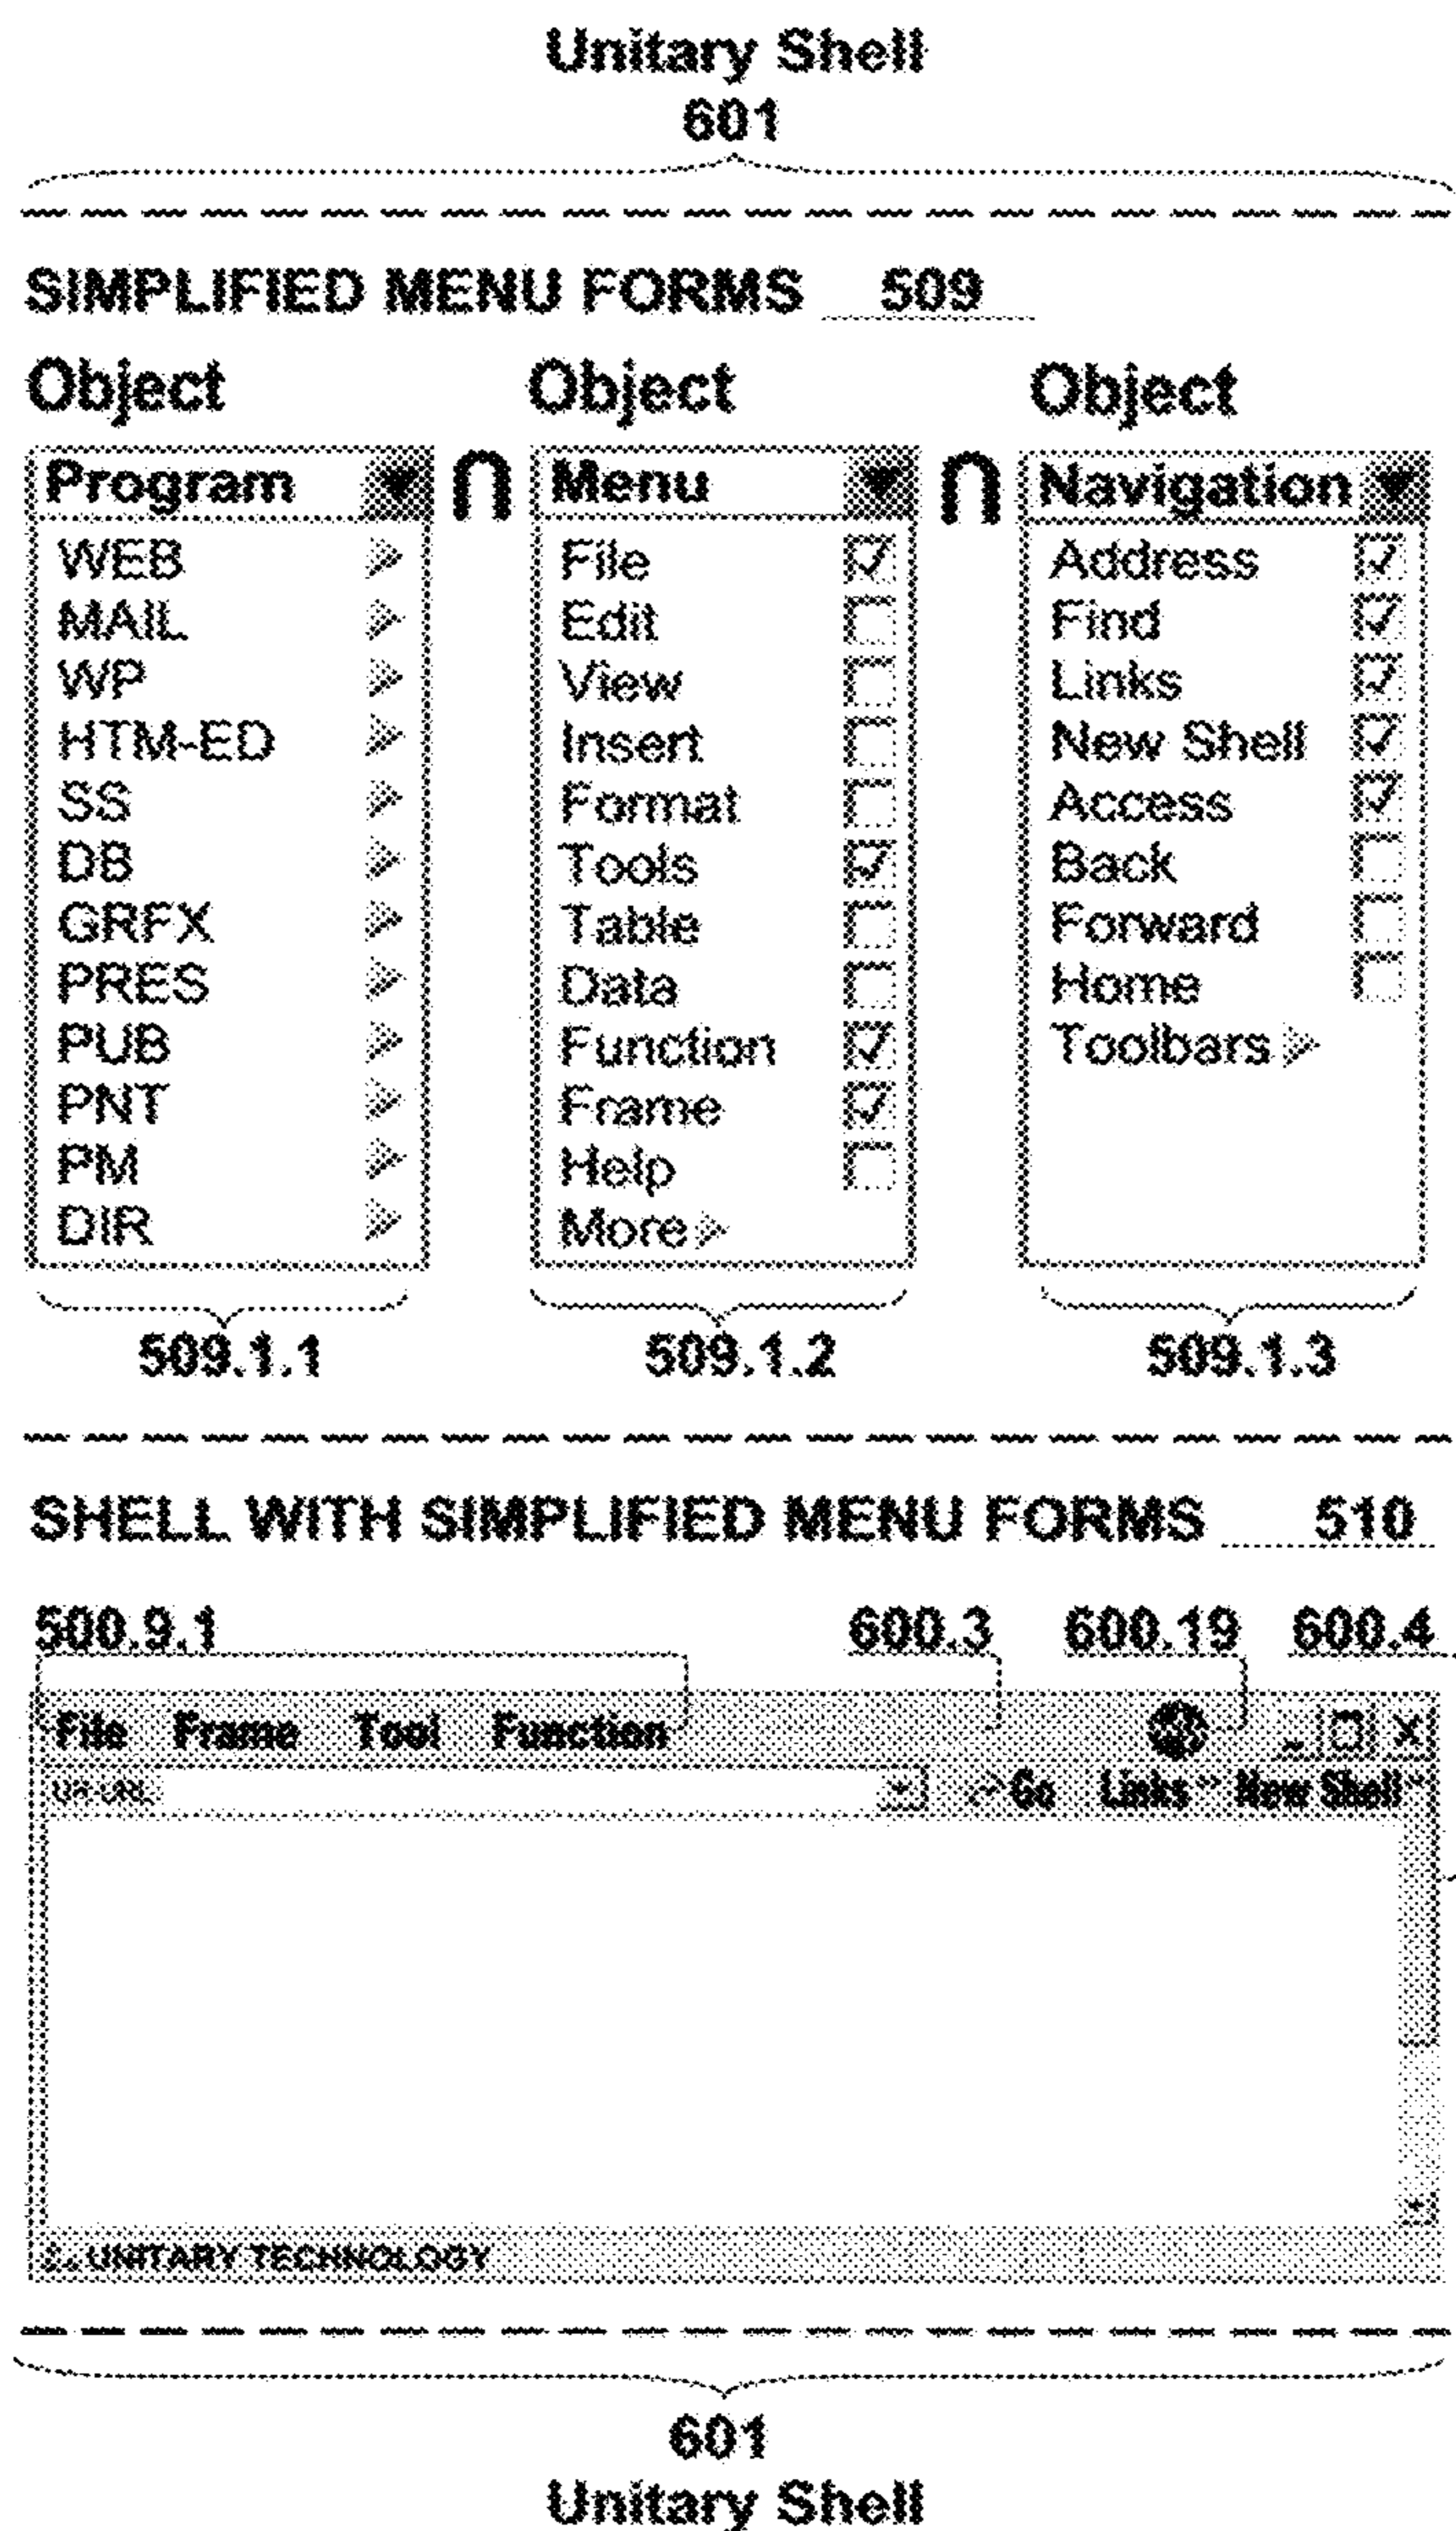 Unitary Shell
601
SIMPLIFIED MENU FORMS 509
Object Object Object
Program ∩ Menu ∩ Navigation
WEB File Address
MAIL Edit Find
WP View Links
HTM-ED Insert New Shell
SS Format Access
DB Tools Back
GRFX Table Forward
PRES Data Home
PUB Function Toolbars
PNT Frame
PM Help
DIR More
509.1.1 509.1.2 509.1.3
SHELL WITH SIMPLIFIED MENU FORMS 510
500.9.1 600.3 600.19 600.4
File Frame Tool Function
Go Links » New Shell »
UNITARY TECHNOLOGY
601
Unitary Shell